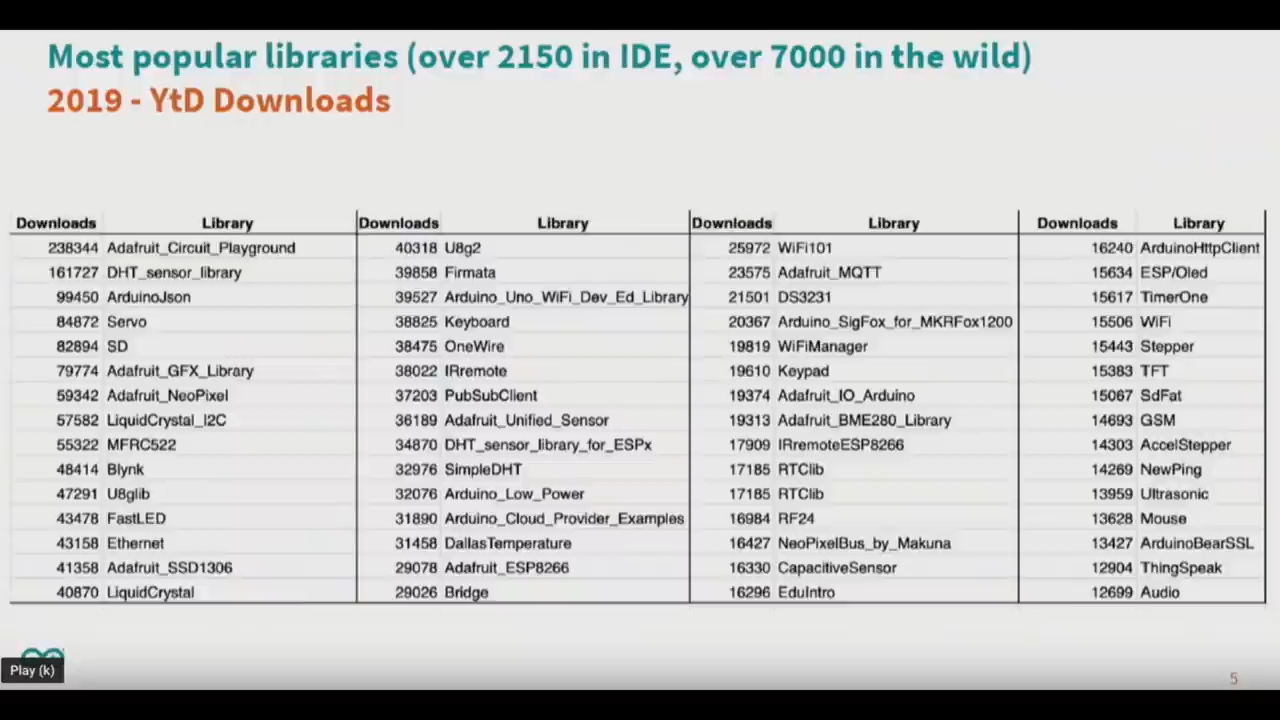 Most popular libraries (over 2150 in IDE, over 7000 in the wild)
2019 - YtD Downloads
Downloads Library Downloads Library Downloads Library Downloads Library
238344 Adafruit_Circuit_Playground 40318 U8g2 25972 WiFi101 16240 ArduinoHttpClient
161727 DHT_sensor_library 39858 Firmata 23575 Adafruit_MQTT 15634 ESP/Oled
99450 ArduinoJson 39527 Arduino_Uno_WiFi_Dev_Ed_Library 21501 DS3231 15617 TimerOne
84872 Servo 38825 Keyboard 20367 Arduino_SigFox_for_MKRFox1200 15506 WiFi
82894 SD 38475 OneWire 19819 WiFiManager 15443 Stepper
79774 Adafruit_GFX_Library 38022 IRremote 19610 Keypad 15383 TFT
59342 Adafruit_NeoPixel 37203 PubSubClient 19374 Adafruit_IO_Arduino 15067 SdFat
57582 LiquidCrystal_I2C 36189 Adafruit_Unified_Sensor 19313 Adafruit_BME280_Library 14693 GSM
55322 MFRC522 34870 DHT_sensor_library_for_ESPx 17909 IRremoteESP8266 14303 AccelStepper
48414 Blynk 32976 SimpleDHT 17185 RTClib 14269 NewPing
47291 U8glib 32076 Arduino_Low_Power 17185 RTClib 13959 Ultrasonic
43478 FastLED 31890 Arduino_Cloud_Provider_Examples 16984 RF24 13628 Mouse
43158 Ethernet 31458 DallasTemperature 16427 NeoPixelBus_by_Makuna 13427 ArduinoBearSSL
41358 Adafruit_SSD1306 29078 Adafruit_ESP8266 16330 CapacitiveSensor 12904 ThingSpeak
40870 LiquidCrystal 29026 Bridge 16296 EduIntro 12699 Audio
Play (k)
5